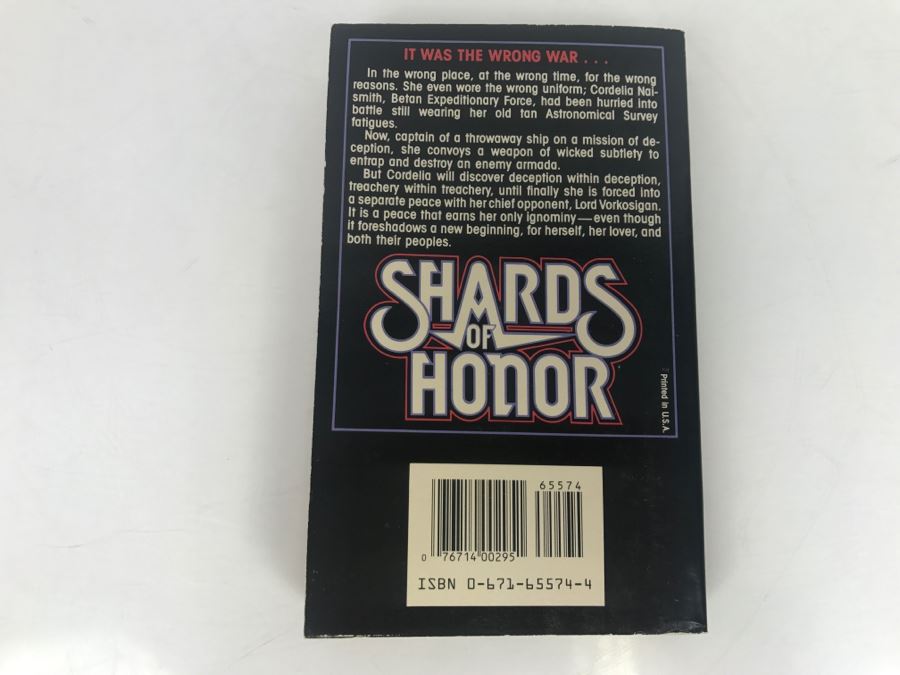 IT WAS THE WRONG WAR . . .
In the wrong place, at the wrong time, for the wrong
reasons. She even wore the wrong uniform; Cordelia Nai-
smith, Betan Expeditionary Force, had been hurried into
battle still wearing her old tan Astronomical Survey
fatigues.
Now, captain of a throwaway ship on a mission of de-
ception, she convoys a weapon of wicked subtlety to
entrap and destroy an enemy armada.
But Cordelia will discover deception within deception,
treachery within treachery, until finally she is forced into
a separate peace with her chief opponent, Lord Vorkosigan.
It is a peace that earns her only ignominy—even though
it foreshadows a new beginning, for herself, her lover, and
both their peoples.
SHARDS
OF
HONOR
Printed in U.S.A.
65574
0 76714 00295
ISBN 0-671-65574-4